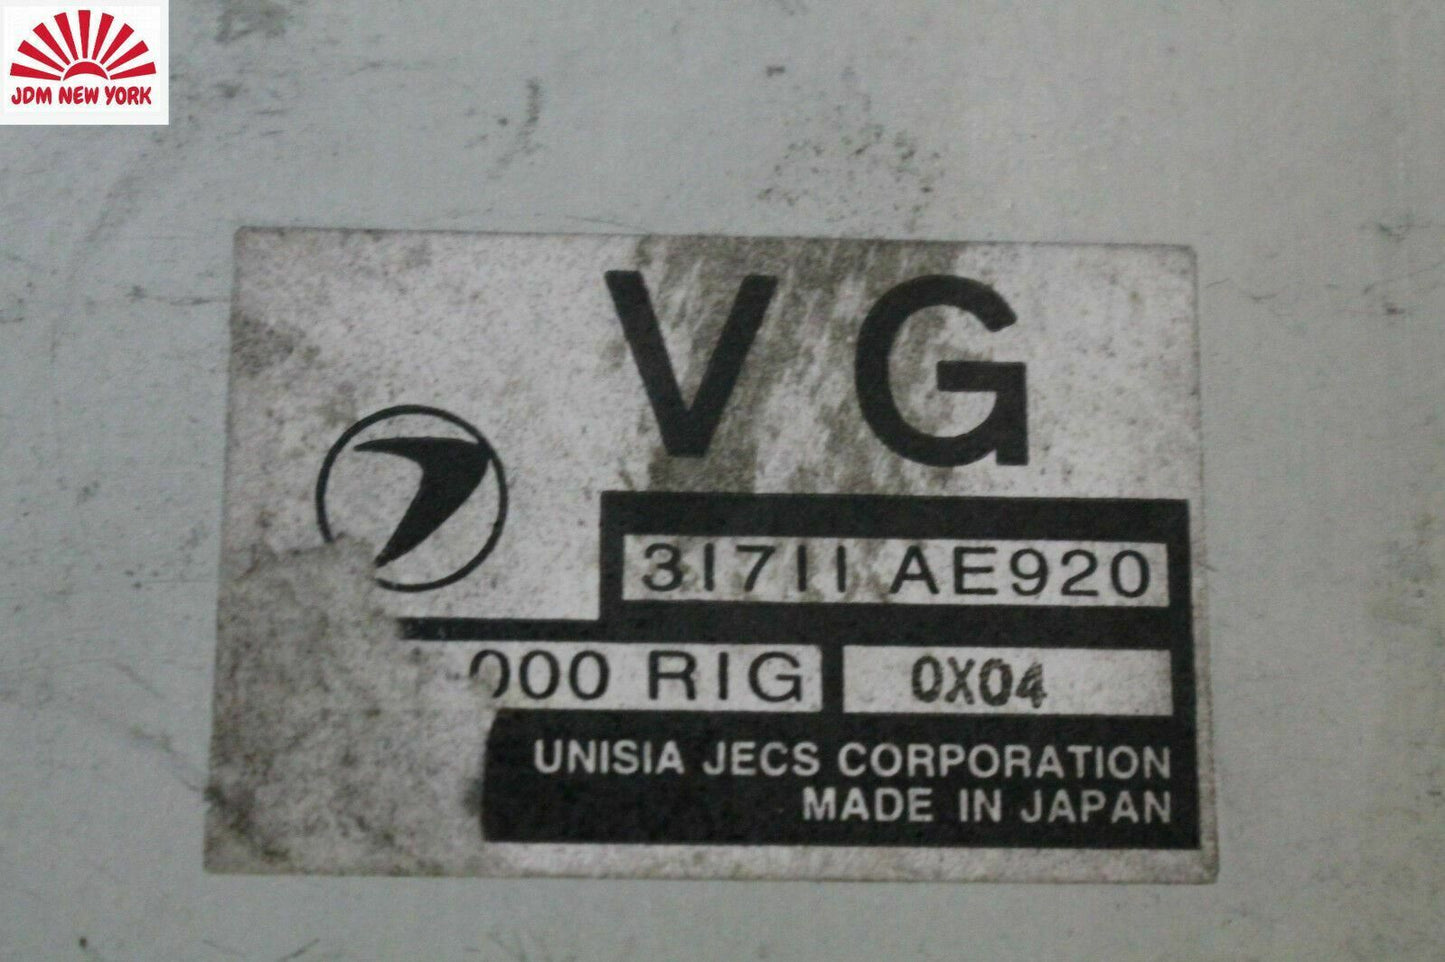 JDM NEW YORK
VG
31711 AE920
000 RIG
0X04
UNISIA JECS CORPORATION
MADE IN JAPAN